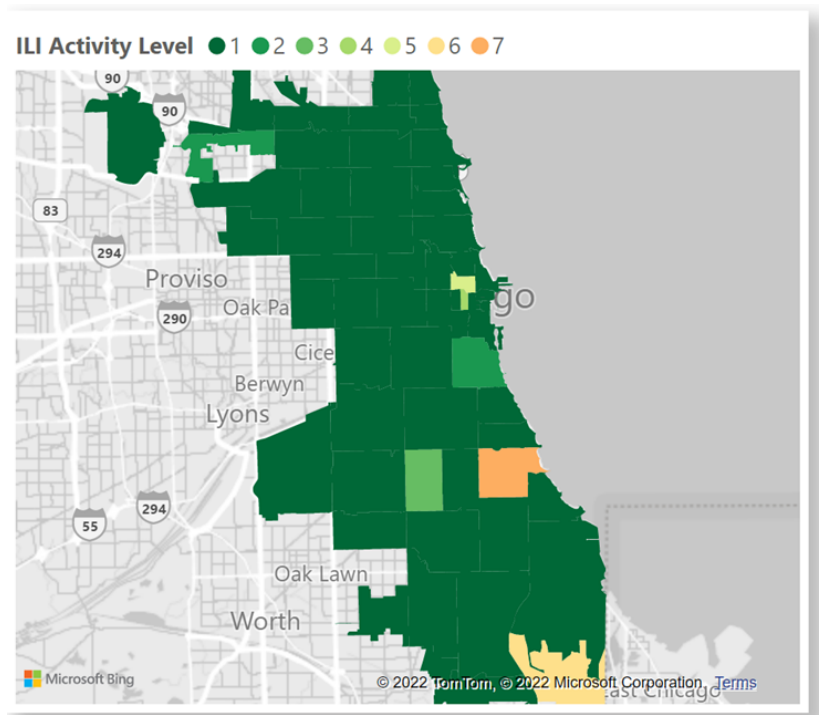 ILI Activity Level 1 2 3 4 5 6 7
90
90
83
294
Proviso
Oak Pa
go
290
Cice
Berwyn
Lyons
294
55
Oak Lawn
Worth
Microsoft Bing
© 2022 TomTom, © 2022 Microsoft Corporation, Terms
East Chicago